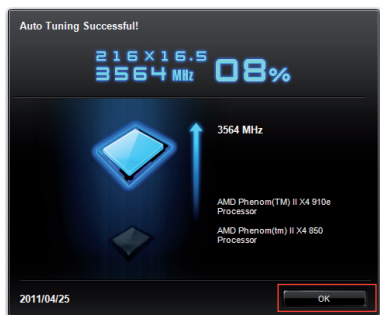 Auto Tuning Successful!
216X16.5
3564 MHz
08%
3564 MHz
AMD Phenom(TM) II X4 910e
Processor
AMD Phenom(tm) II X4 850
Processor
2011/04/25
OK